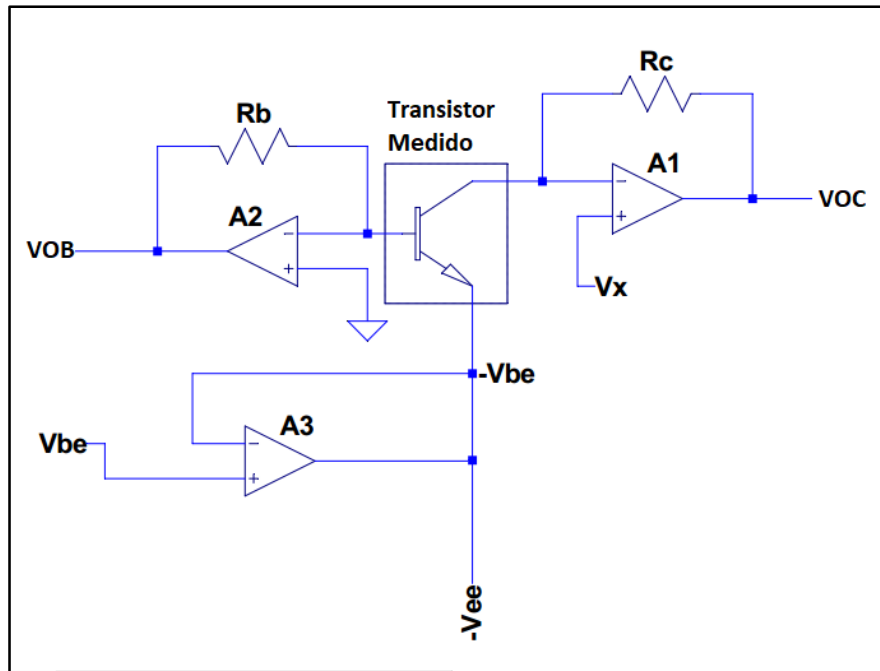 Rc
Transistor
Medido
Rb
A1
A2
VOC
VOB
Vx
-Vbe
A3
Vbe
-Vee